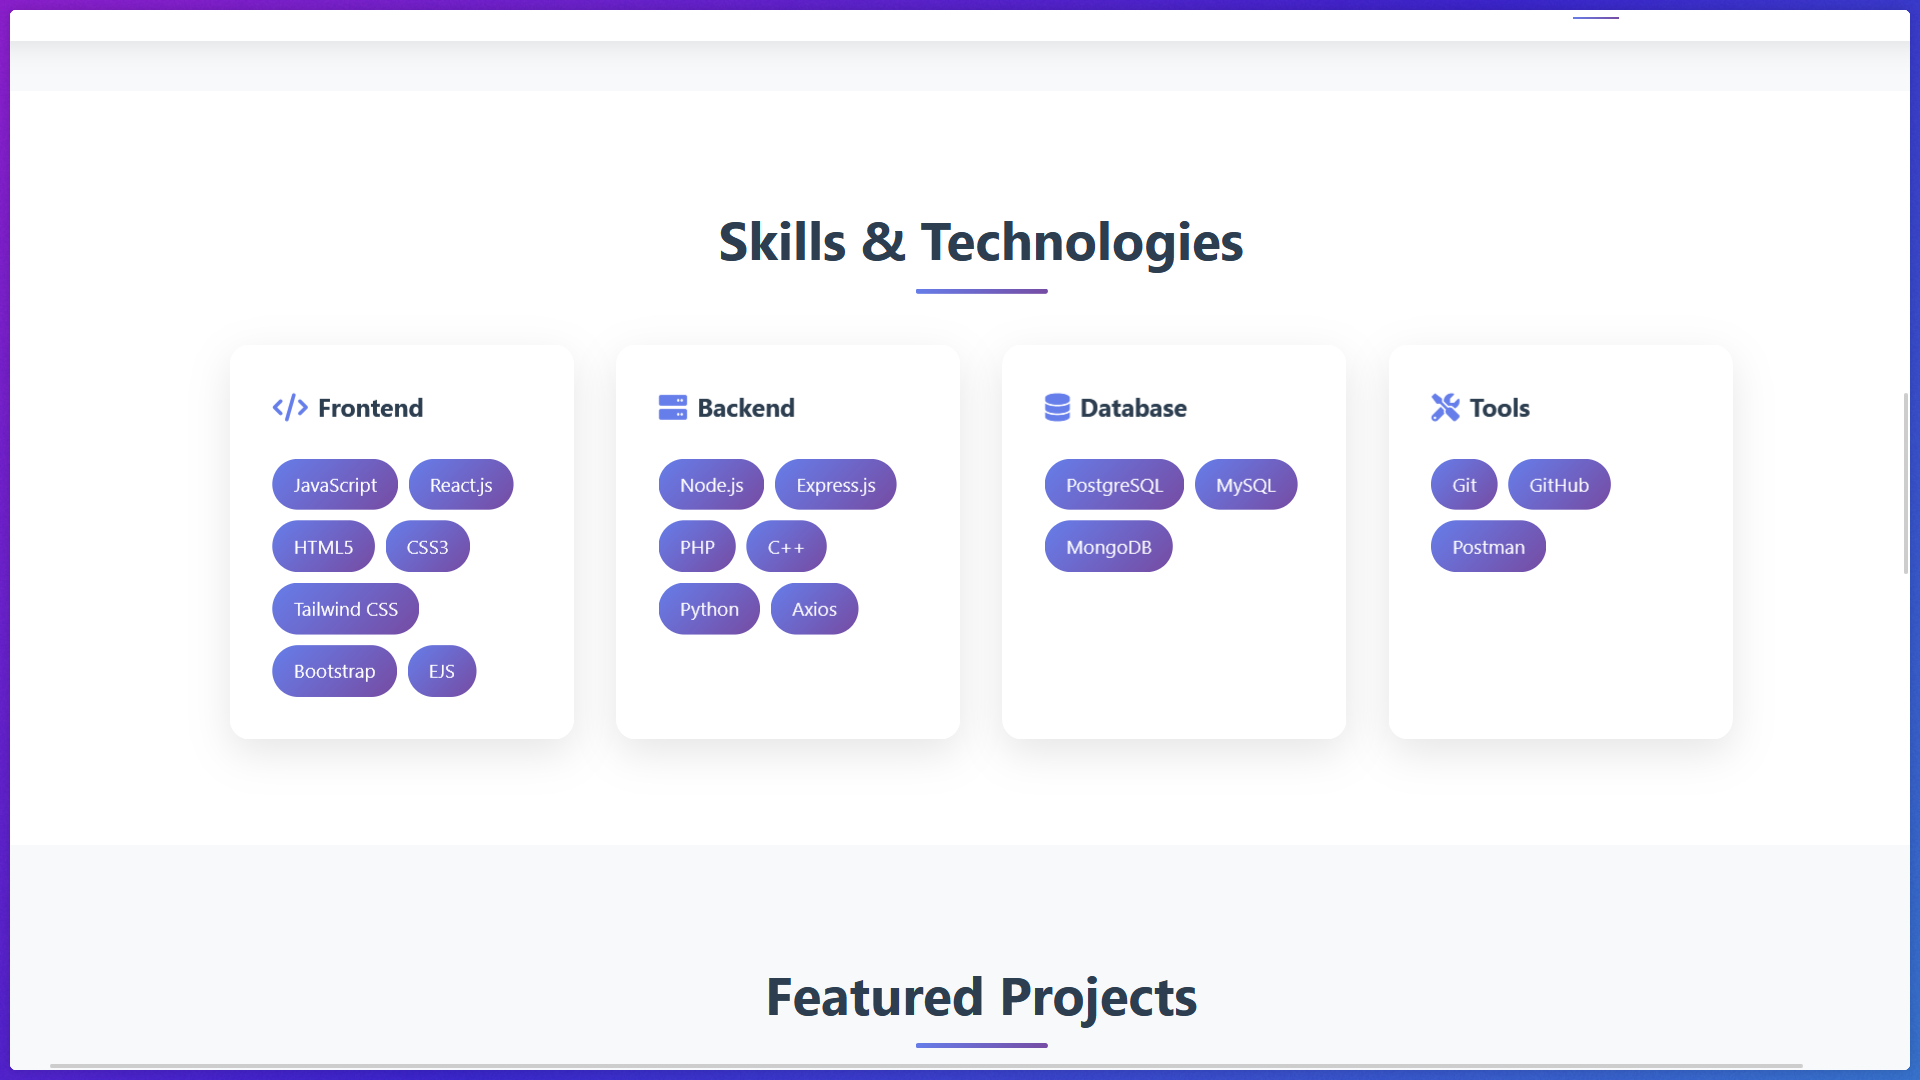 Skills & Technologies
Frontend
JavaScript React.js
HTML5 CSS3
Tailwind CSS
Bootstrap EJS
Backend
Node.js Express.js
PHP C++
Python Axios
Database
PostgreSQL MySQL
MongoDB
Tools
Git GitHub
Postman
Featured Projects